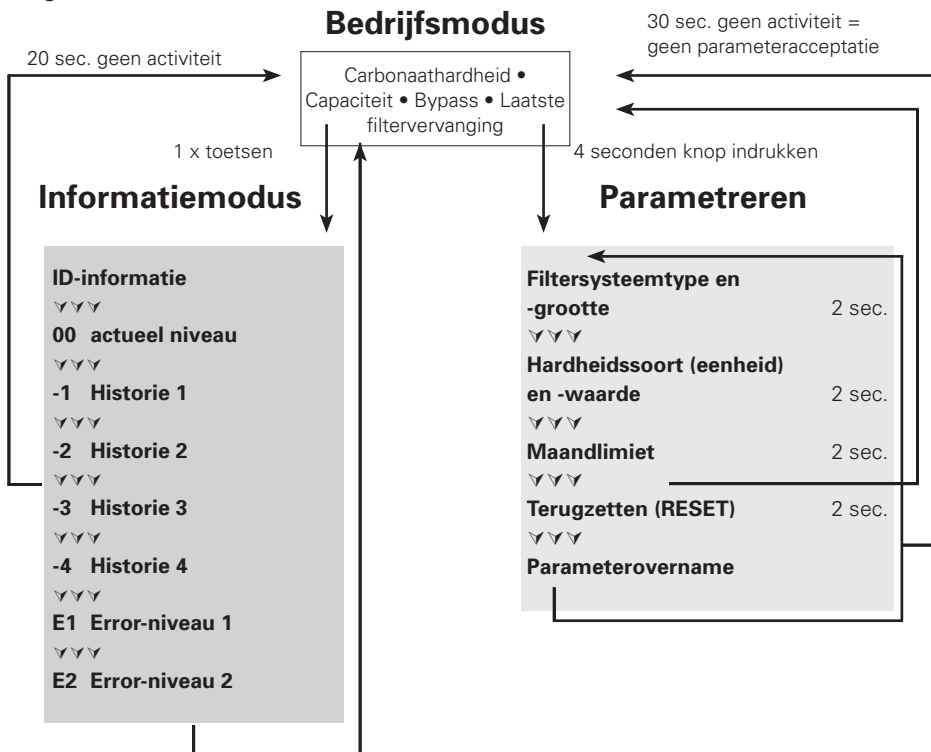 Bedrijfsmodus
30 sec. geen activiteit =
geen parameteracceptatie
20 sec. geen activiteit
Carbonaathardheid •
Capaciteit • Bypass • Laatste
filtervervanging
1 x toetsen
4 seconden knop indrukken
Informatiemodus
Parametreren
ID-informatie
00 actueel niveau
-1 Historie 1
-2 Historie 2
-3 Historie 3
-4 Historie 4
E1 Error-niveau 1
E2 Error-niveau 2
Filtersysteemtype en
-grootte 2 sec.
Hardheidssoort (eenheid)
en -waarde 2 sec.
Maandlimiet 2 sec.
Terugzetten (RESET) 2 sec.
Parameterovername